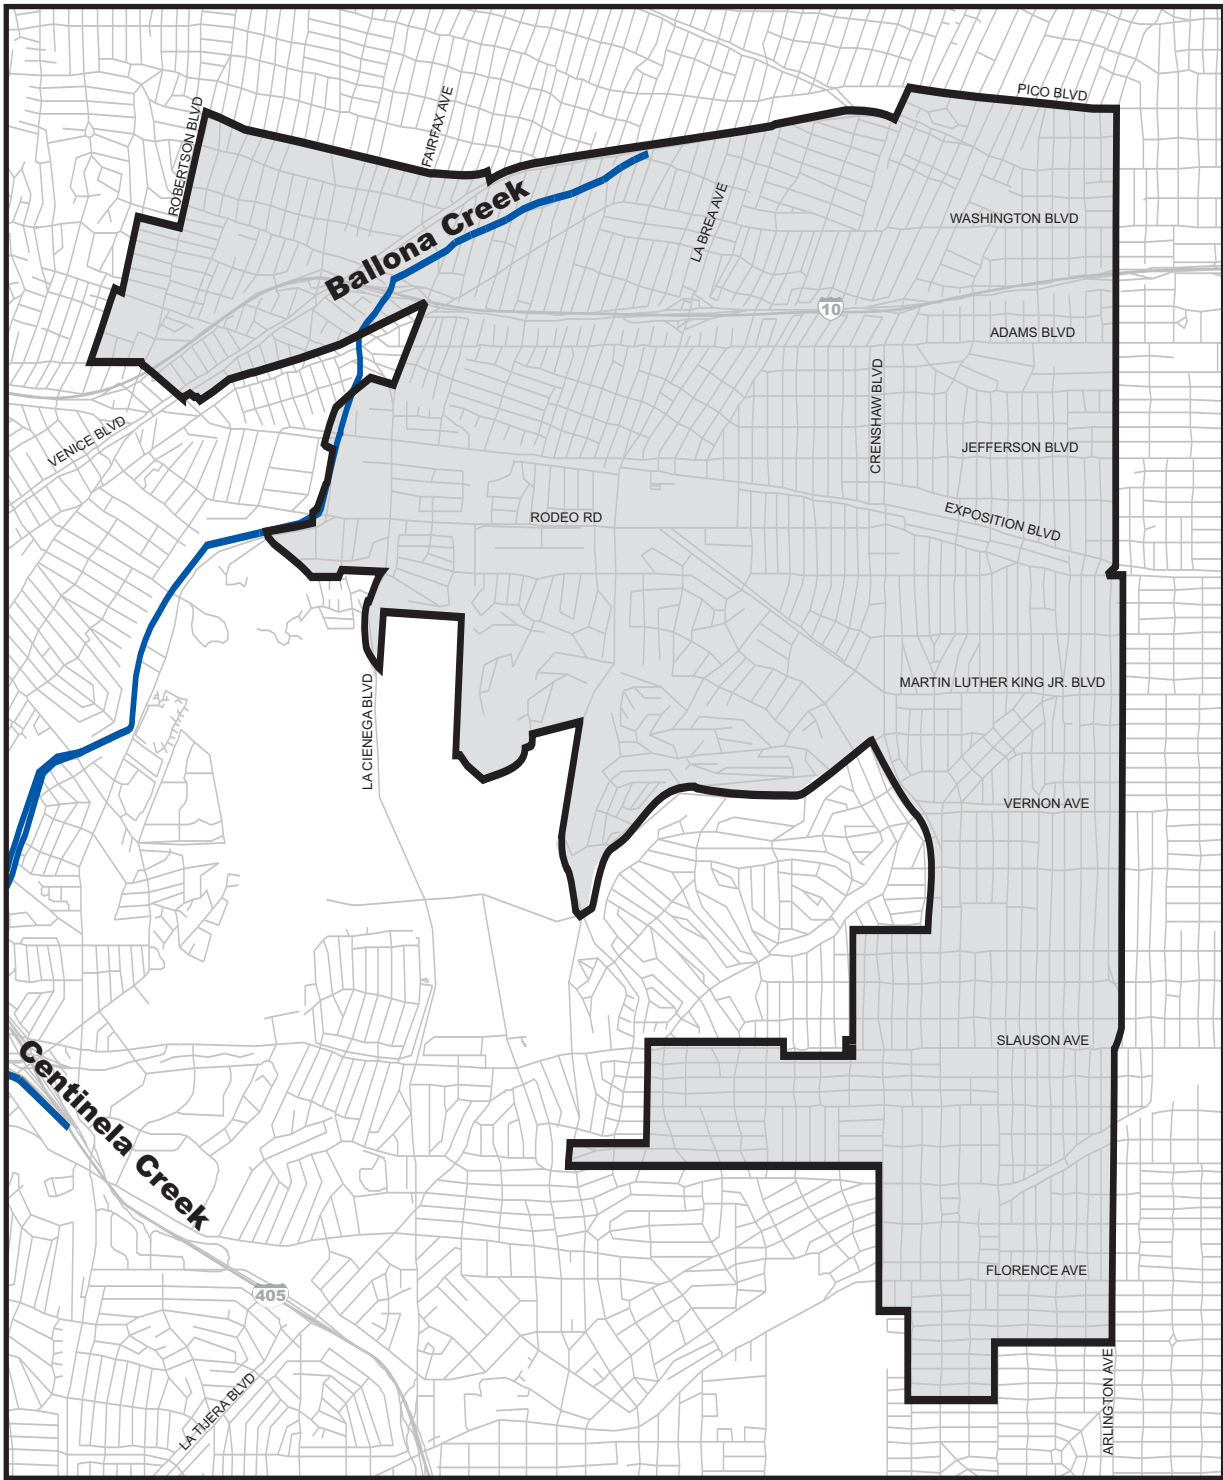 PICO BLVD
ROBERTSON BLVD
FAIRFAX AVE
Ballona Creek
LA BREA AVE
WASHINGTON BLVD
10
ADAMS BLVD
CRENSHAW BLVD
VENICE BLVD
JEFFERSON BLVD
RODEO RD
EXPOSITION BLVD
MARTIN LUTHER KING JR. BLVD
LA CIENEGA BLVD
VERNON AVE
SLAUSON AVE
Centinela Creek
FLORENCE AVE
405
LA TIJERA BLVD
ARLINGTON AVE